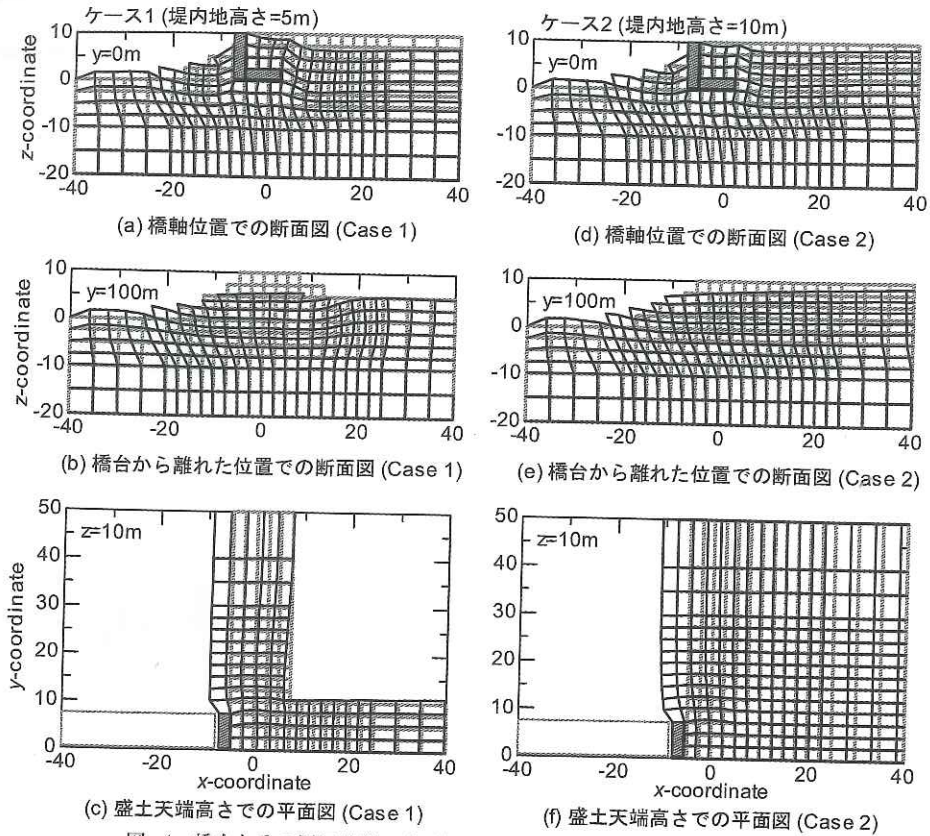 ケース1 (堤内地高さ=5m)
z-coordinate
10
0
-10
-20
y=0m
-40 -20 0 20 40
(a) 橋軸位置での断面図 (Case 1)
z-coordinate
10
0
-10
-20
y=100m
-40 -20 0 20 40
(b) 橋台から離れた位置での断面図 (Case 1)
y-coordinate
50
40
30
20
10
0
z=10m
-40 -20 0 20 40
x-coordinate
(c) 盛土天端高さでの平面図 (Case 1)
ケース2 (堤内地高さ=10m)
10
0
-10
-20
y=0m
-40 -20 0 20 40
(d) 橋軸位置での断面図 (Case 2)
10
0
-10
-20
y=100m
-40 -20 0 20 40
(e) 橋台から離れた位置での断面図 (Case 2)
50
40
30
20
10
0
z=10m
-40 -20 0 20 40
x-coordinate
(f) 盛土天端高さでの平面図 (Case 2)